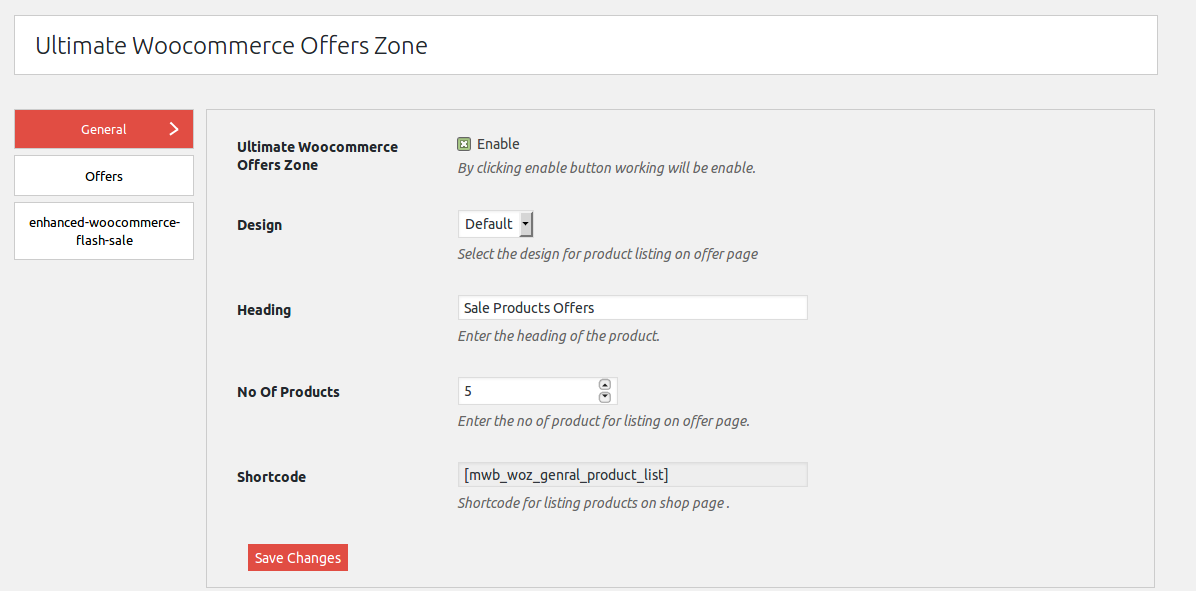 Ultimate Woocommerce Offers Zone
General
Offers
enhanced-woocommerce-
flash-sale
Ultimate Woocommerce
Offers Zone
Enable
By clicking enable button working will be enable.
Design
Default
Select the design for product listing on offer page
Heading
Sale Products Offers
Enter the heading of the product.
No Of Products
5
Enter the no of product for listing on offer page.
Shortcode
[mwb_woz_genral_product_list]
Shortcode for listing products on shop page .
Save Changes